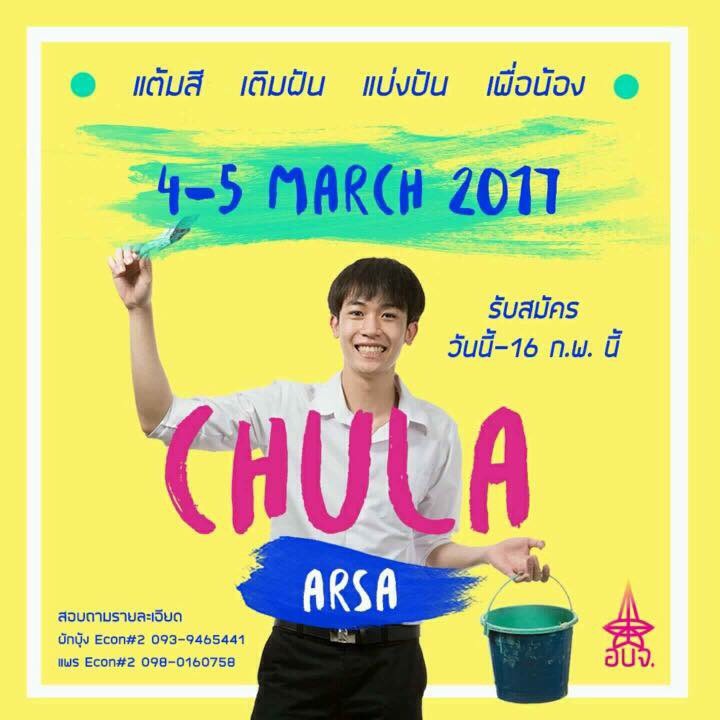 แต้มสี เติมฝัน แบ่งปัน เพื่อน้อง
4-5 MARCH 2017
รับสมัคร
วันนี้-16 ก.พ. นี้
CHULA
ARSA
สอบถามรายละเอียด
บักบุ้ง Econ#2 093-9465441
แพร Econ#2 098-0160758
อบจ.